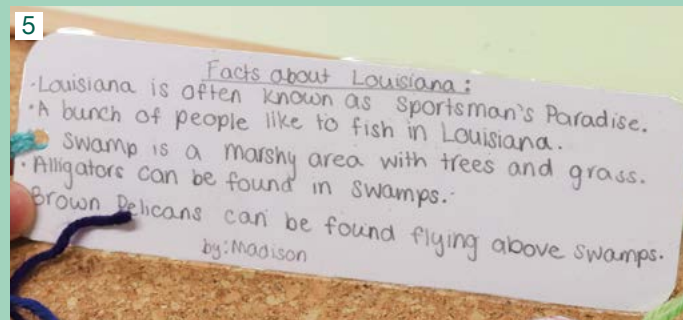 5
Facts about Louisiana:
·Louisiana is often known as Sportsman's Paradise.
·A bunch of people like to fish in Louisiana.
Swamp is a marshy area with trees and grass.
·Alligators can be found in swamps.
Brown Pelicans can be found flying above swamps.
by: Madison